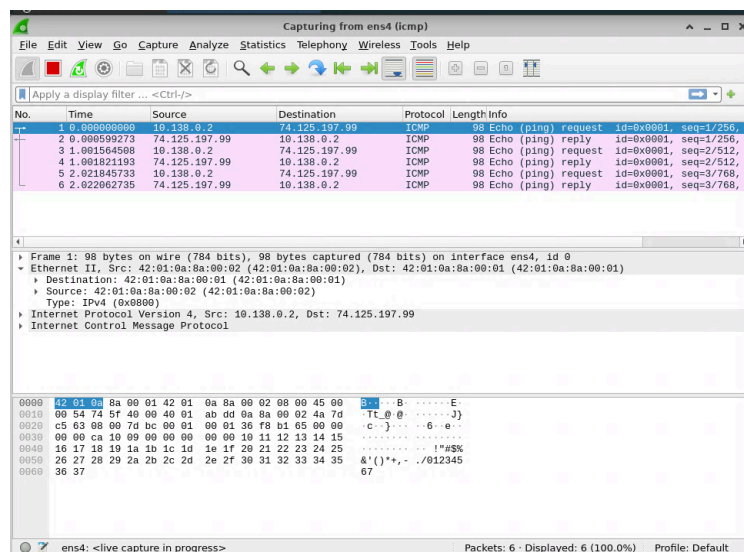 Capturing from ens4 (icmp)
File Edit View Go Capture Analyze Statistics Telephony Wireless Tools Help
Apply a display filter ... <Ctrl-/>
No. Time Source Destination Protocol Length Info
1 0.000000000 10.138.0.2 74.125.197.99 ICMP 98 Echo (ping) request id=0x0001, seq=1/256,
2 0.000599273 74.125.197.99 10.138.0.2 ICMP 98 Echo (ping) reply id=0x0001, seq=1/256,
3 1.001564508 10.138.0.2 74.125.197.99 ICMP 98 Echo (ping) request id=0x0001, seq=2/512,
4 1.001821193 74.125.197.99 10.138.0.2 ICMP 98 Echo (ping) reply id=0x0001, seq=2/512,
5 2.021845733 10.138.0.2 74.125.197.99 ICMP 98 Echo (ping) request id=0x0001, seq=3/768,
6 2.022062735 74.125.197.99 10.138.0.2 ICMP 98 Echo (ping) reply id=0x0001, seq=3/768,
Frame 1: 98 bytes on wire (784 bits), 98 bytes captured (784 bits) on interface ens4, id 0
Ethernet II, Src: 42:01:0a:8a:00:02 (42:01:0a:8a:00:02), Dst: 42:01:0a:8a:00:01 (42:01:0a:8a:00:01)
Destination: 42:01:0a:8a:00:01 (42:01:0a:8a:00:01)
Source: 42:01:0a:8a:00:02 (42:01:0a:8a:00:02)
Type: IPv4 (0x0800)
Internet Protocol Version 4, Src: 10.138.0.2, Dst: 74.125.197.99
Internet Control Message Protocol
0000 42 01 0a 8a 00 01 42 01 0a 8a 00 02 08 00 45 00 B·····B· ······E·
0010 00 54 74 5f 40 00 40 01 ab dd 0a 8a 00 02 4a 7d ·Tt_@·@· ······J}
0020 c5 63 08 00 7d bc 00 01 00 01 36 f8 b1 65 00 00 ·c··}··· ··6··e··
0030 00 00 ca 10 09 00 00 00 00 00 10 11 12 13 14 15 ········ ········
0040 16 17 18 19 1a 1b 1c 1d 1e 1f 20 21 22 23 24 25 ········ ·· !"#$%
0050 26 27 28 29 2a 2b 2c 2d 2e 2f 30 31 32 33 34 35 &'()*+,- ./012345
0060 36 37 67
ens4: <live capture in progress> Packets: 6 · Displayed: 6 (100.0%) Profile: Default